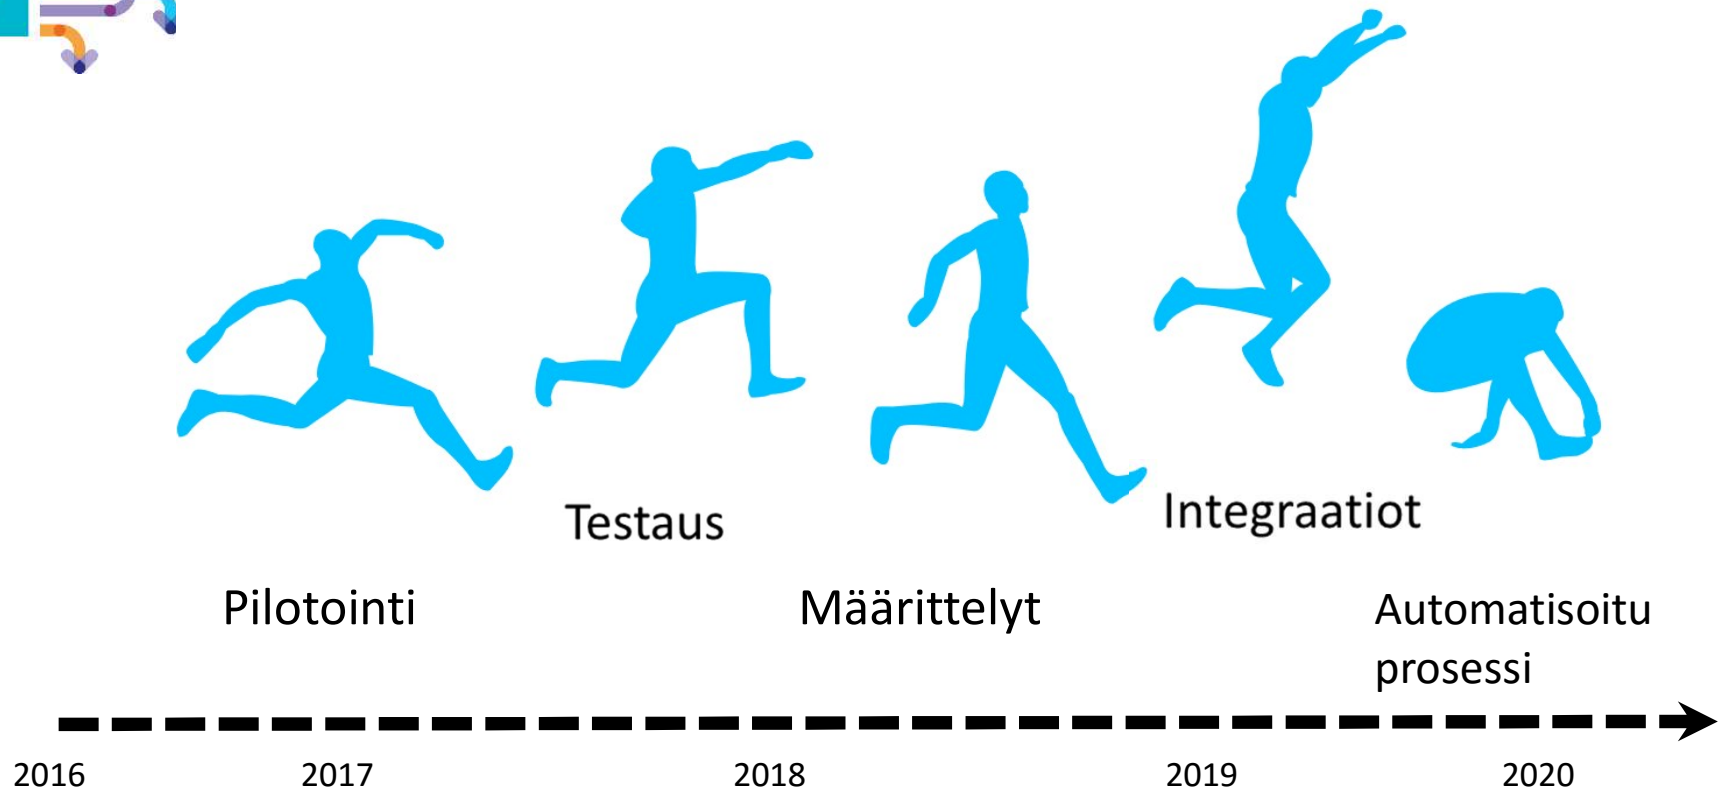 Testaus
Integraatiot
Pilotointi
Määrittelyt
Automatisoitu
prosessi
2016
2017
2018
2019
2020